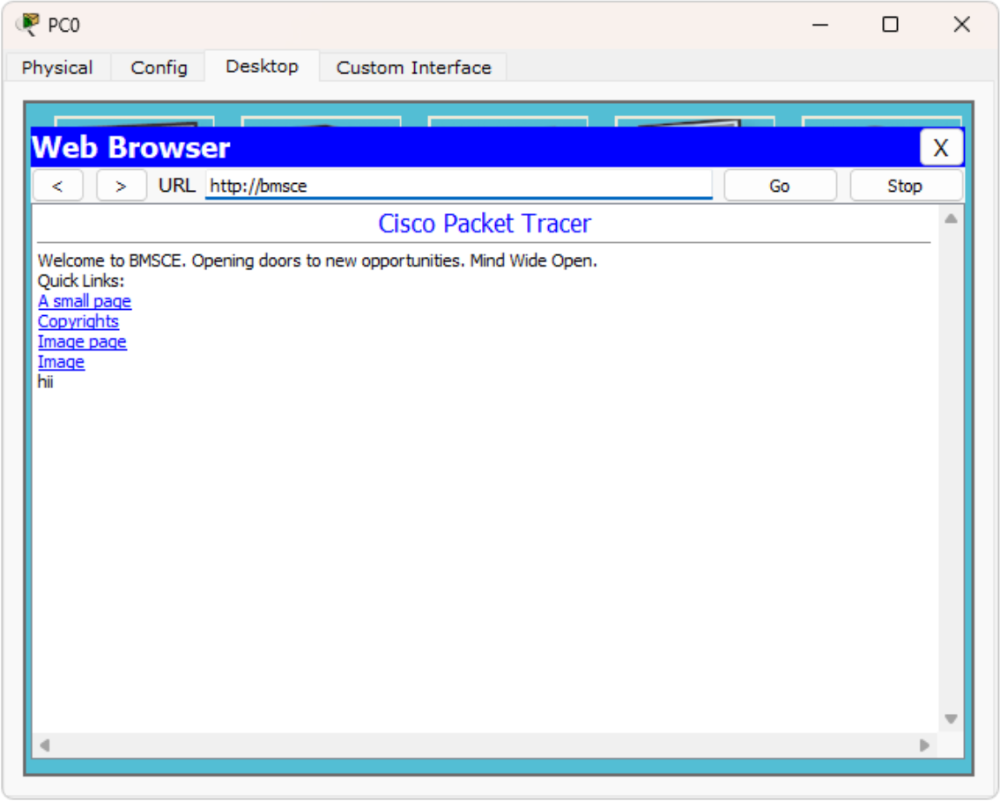 PC0
Physical Config Desktop Custom Interface
Web Browser X
< > URL http://bmsce Go Stop
Cisco Packet Tracer
Welcome to BMSCE. Opening doors to new opportunities. Mind Wide Open.
Quick Links:
A small page
Copyrights
Image page
Image
hii